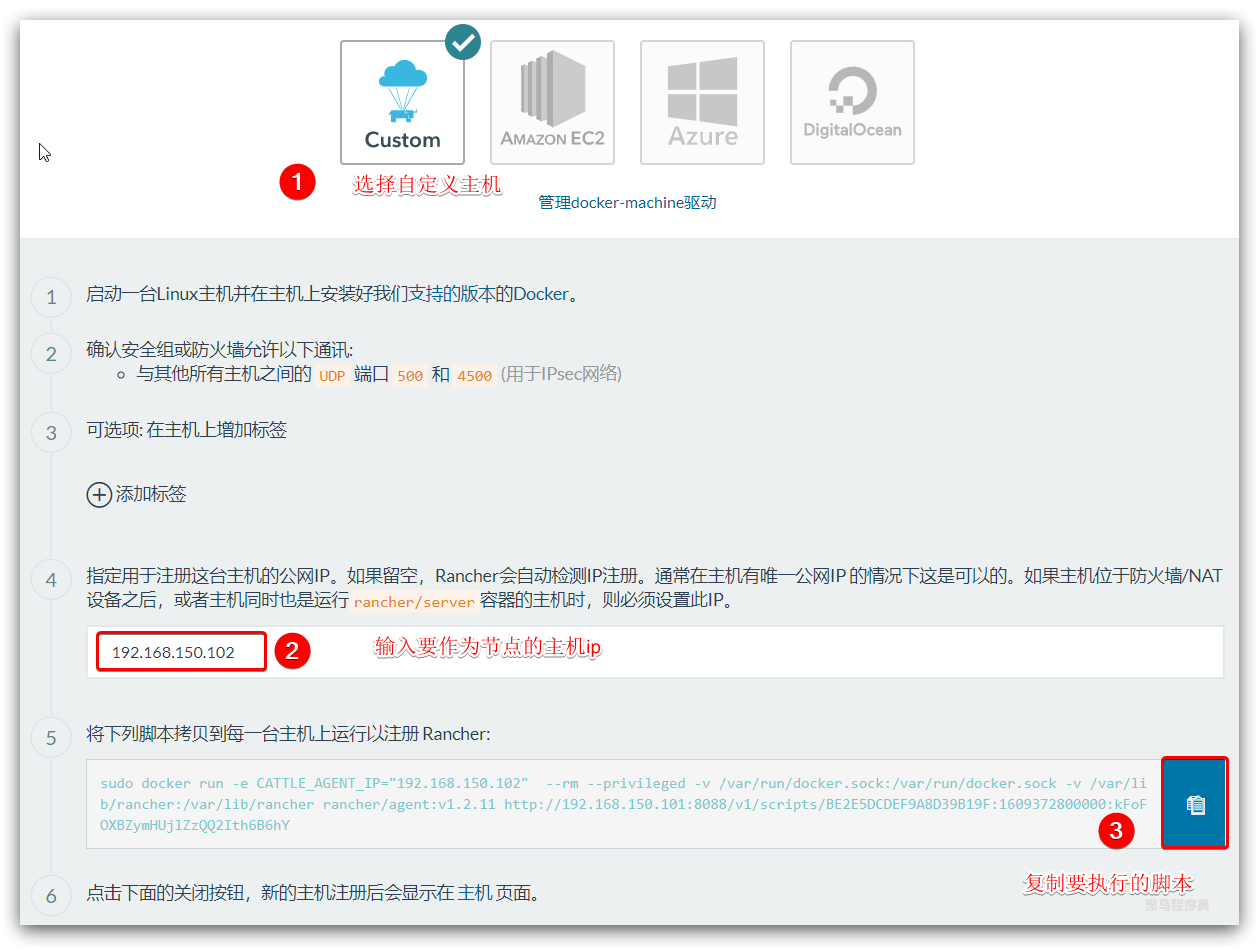 Custom
AMAZON EC2
Azure
DigitalOcean
1
选择自定义主机
管理docker-machine驱动
1
启动一台Linux主机并在主机上安装好我们支持的版本的Docker。
2
确认安全组或防火墙允许以下通讯:
与其他所有主机之间的 UDP 端口 500 和 4500 (用于IPsec网络)
3
可选项: 在主机上增加标签
添加标签
4
指定用于注册这台主机的公网IP。如果留空，Rancher会自动检测IP注册。通常在主机有唯一公网IP 的情况下这是可以的。如果主机位于防火墙/NAT
设备之后，或者主机同时也是运行 rancher/server 容器的主机时，则必须设置此IP。
192.168.150.102
2
输入要作为节点的主机ip
5
将下列脚本拷贝到每一台主机上运行以注册 Rancher:
sudo docker run -e CATTLE_AGENT_IP="192.168.150.102"  --rm --privileged -v /var/run/docker.sock:/var/run/docker.sock -v /var/li
b/rancher:/var/lib/rancher rancher/agent:v1.2.11 http://192.168.150.101:8088/v1/scripts/BE2E5DCDEF9A8D39B19F:1609372800000:kFoF
OXBZymHUjlZzQQ2Ith6B6hY
3
复制要执行的脚本
6
点击下面的关闭按钮，新的主机注册后会显示在 主机 页面。
黑马程序员